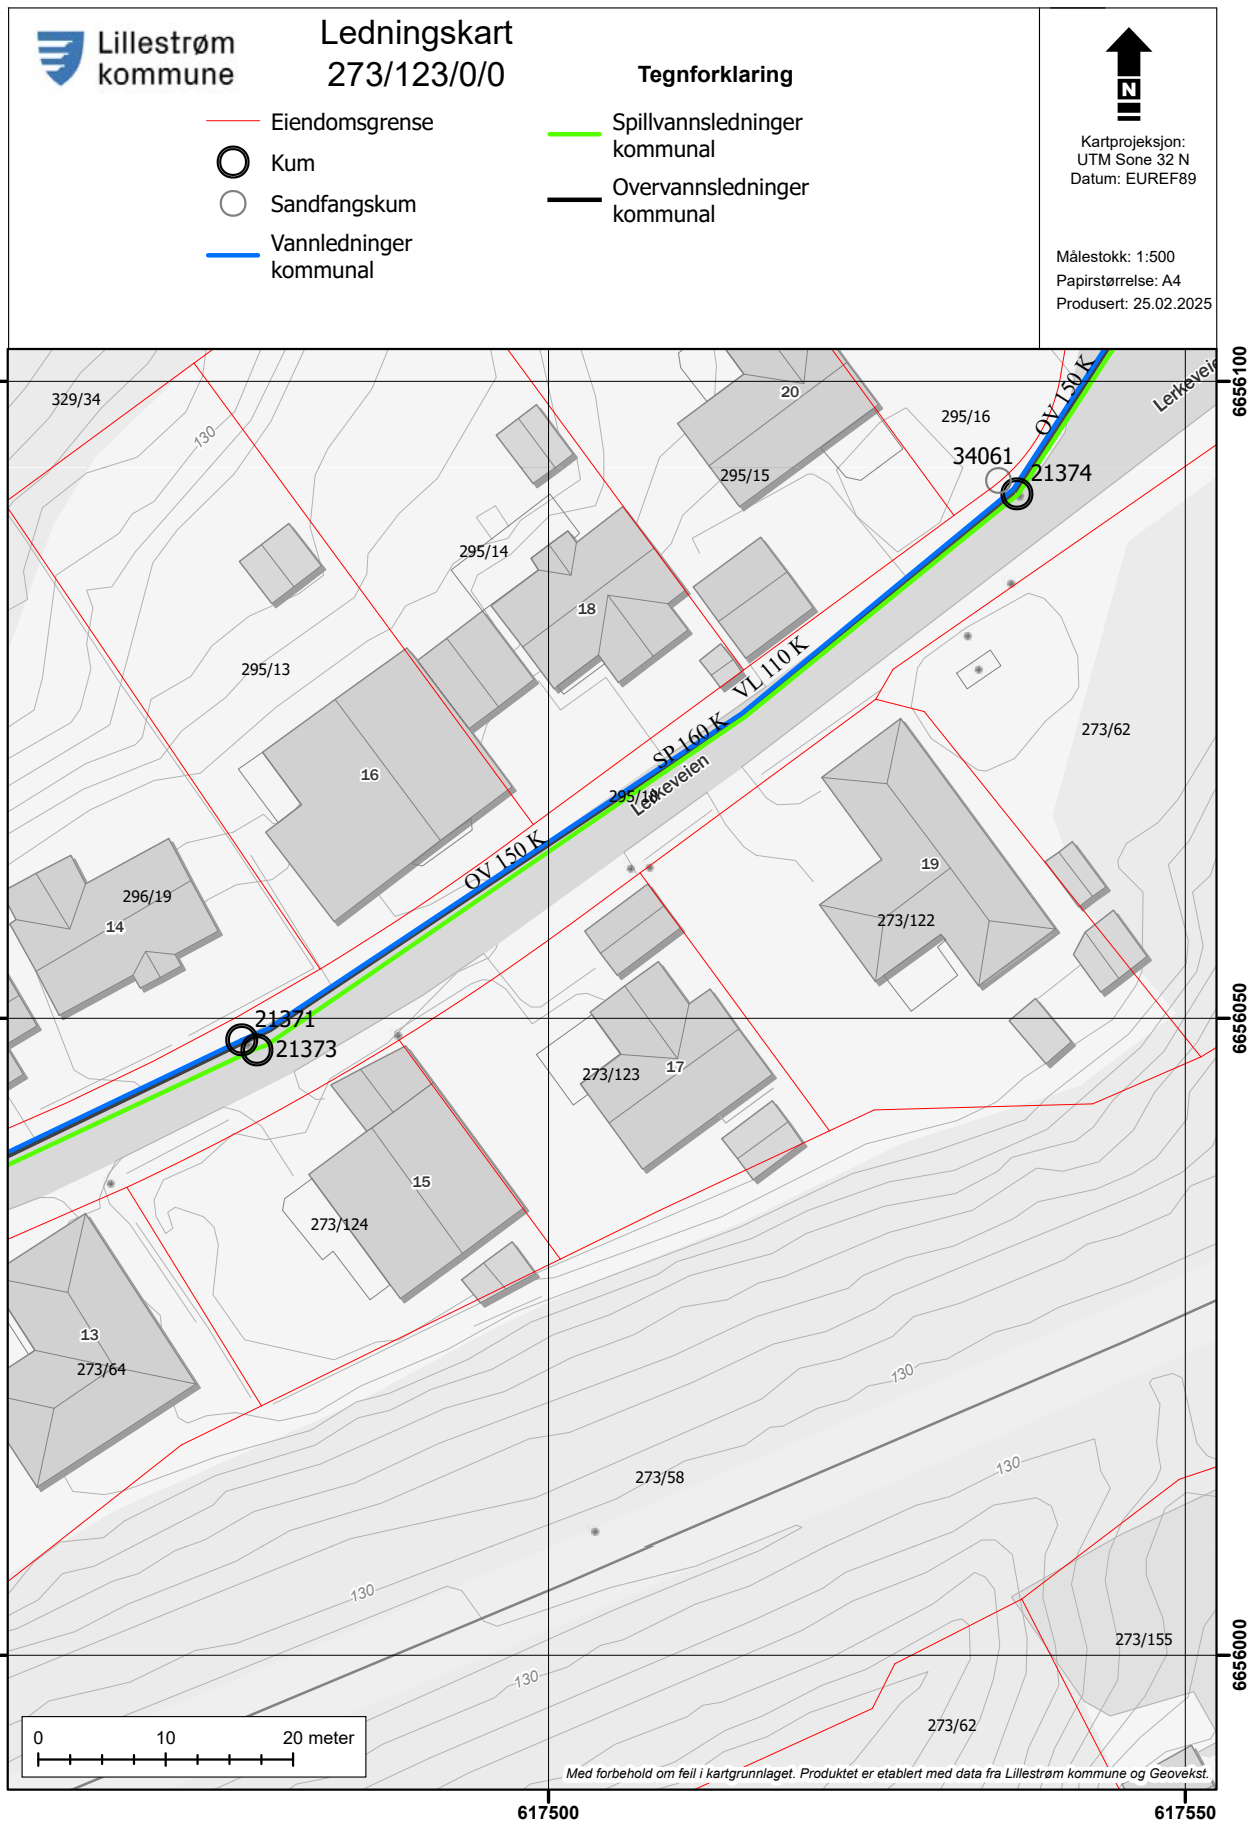 Lillestrøm
kommune
Ledningskart
273/123/0/0
Tegnforklaring
Eiendomsgrense
Kum
Sandfangskum
Vannledninger
kommunal
Spillvannsledninger
kommunal
Overvannsledninger
kommunal
N
Kartprojeksjon:
UTM Sone 32 N
Datum: EUREF89
Målestokk: 1:500
Papirstørrelse: A4
Produsert: 25.02.2025
329/34
130
20
295/16
OV 150 K
Lerkeveie
6656100
295/15
34061
21374
295/14
18
295/13
VL 110 K
SP 160 K
Lerkeveien
273/62
16
OV 150 K
296/19
14
19
273/122
21371
21373
6656050
17
273/123
15
273/124
13
273/64
130
273/58
130
130
130
273/155
6656000
273/62
0 10 20 meter
Med forbehold om feil i kartgrunnlaget. Produktet er etablert med data fra Lillestrøm kommune og Geovekst.
617500
617550